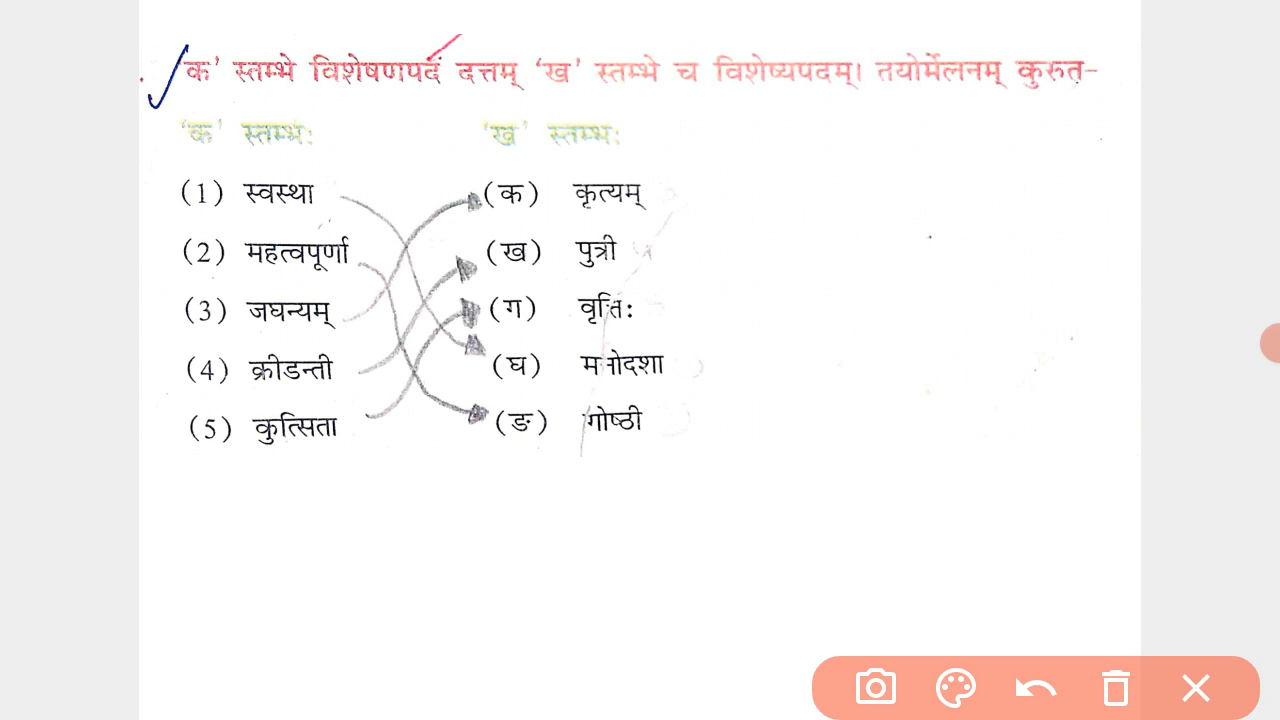 'क' स्तम्भे विशेषणपदं दत्तम् 'ख' स्तम्भे च विशेष्यपदम्। तयोर्मेलनम् कुरुत-
'क' स्तम्भः 'ख' स्तम्भः
(1) स्वस्था (क) कृत्यम्
(2) महत्वपूर्णा (ख) पुत्री
(3) जघन्यम् (ग) वृत्तिः
(4) क्रीडन्ती (घ) मनोदशा
(5) कुत्सिता (ङ) गोष्ठी